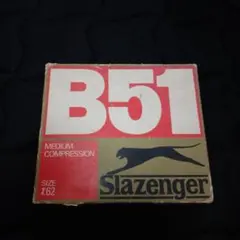 B51
MEDIUM
COMPRESSION
Slazenger
SIZE
1.62